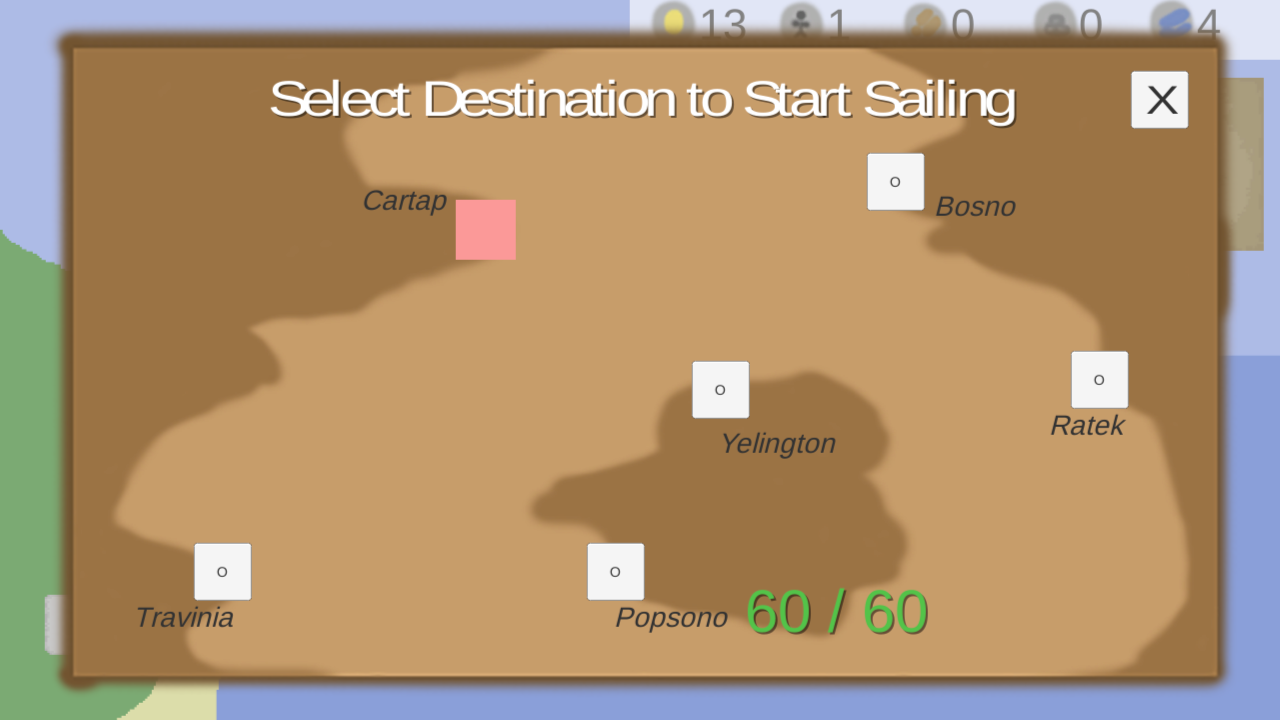 13 1 0 0 4
Select Destination to Start Sailing X
O Bosno
Cartap
O
Yelington
O
Ratek
O
Travinia
O
Popsono
60 / 60